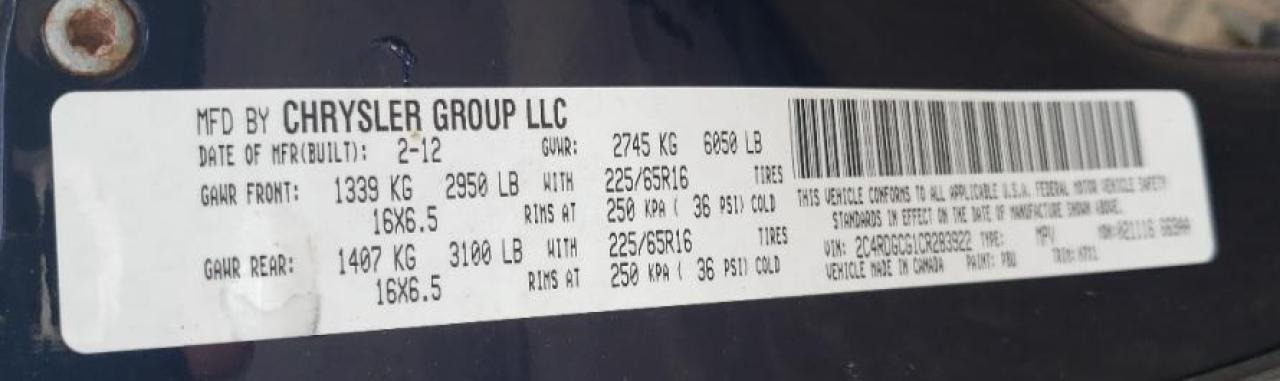 MFD BY CHRYSLER GROUP LLC
DATE OF MFR(BUILT): 2-12 GVWR: 2745 KG 6050 LB
GAWR FRONT: 1339 KG 2950 LB WITH 225/65R16 TIRES
16X6.5 RIMS AT 250 KPA ( 36 PSI) COLD
GAWR REAR: 1407 KG 3100 LB WITH 225/65R16 TIRES
16X6.5 RIMS AT 250 KPA ( 36 PSI) COLD
THIS VEHICLE CONFORMS TO ALL APPLICABLE U.S.A. FEDERAL MOTOR VEHICLE SAFETY
STANDARDS IN EFFECT ON THE DATE OF MANUFACTURE SHOWN ABOVE.
VIN: 2C4RDGCG1CR283922 TYPE: MPV MDH:
VEHICLE MADE IN CANADA PAINT: PBU TRIM: